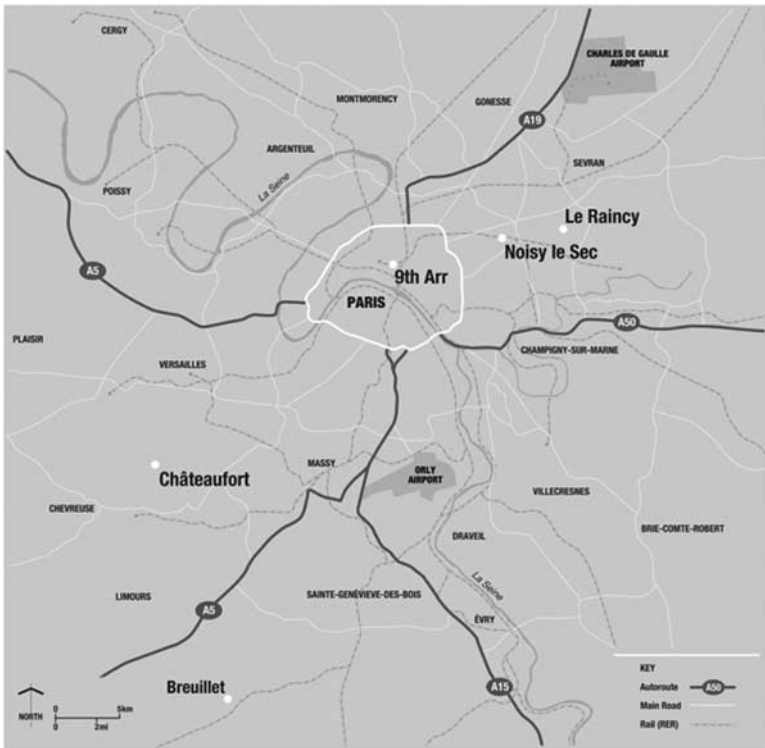 CERGY
CHARLES DE GAULLE
AIRPORT
MONTMORENCY
GONESSE
A19
ARGENTEUIL
SEVRAN
POISSY
La Seine
Le Raincy
Noisy le Sec
9th Arr
A5
PARIS
A50
PLAISIR
CHAMPIGNY-SUR-MARNE
VERSAILLES
MASSY
Châteaufort
ORLY
AIRPORT
VILLECRESNES
CHEVREUSE
BRIE-COMTE-ROBERT
DRAVEIL
La Seine
LIMOURS
SAINTE-GENÉVIEVE-DES-BOIS
A5
ÉVRY
Breuillet
A15
KEY
Autoroute A50
Main Road
Rail (RER)
NORTH
0 5km
0 2mi